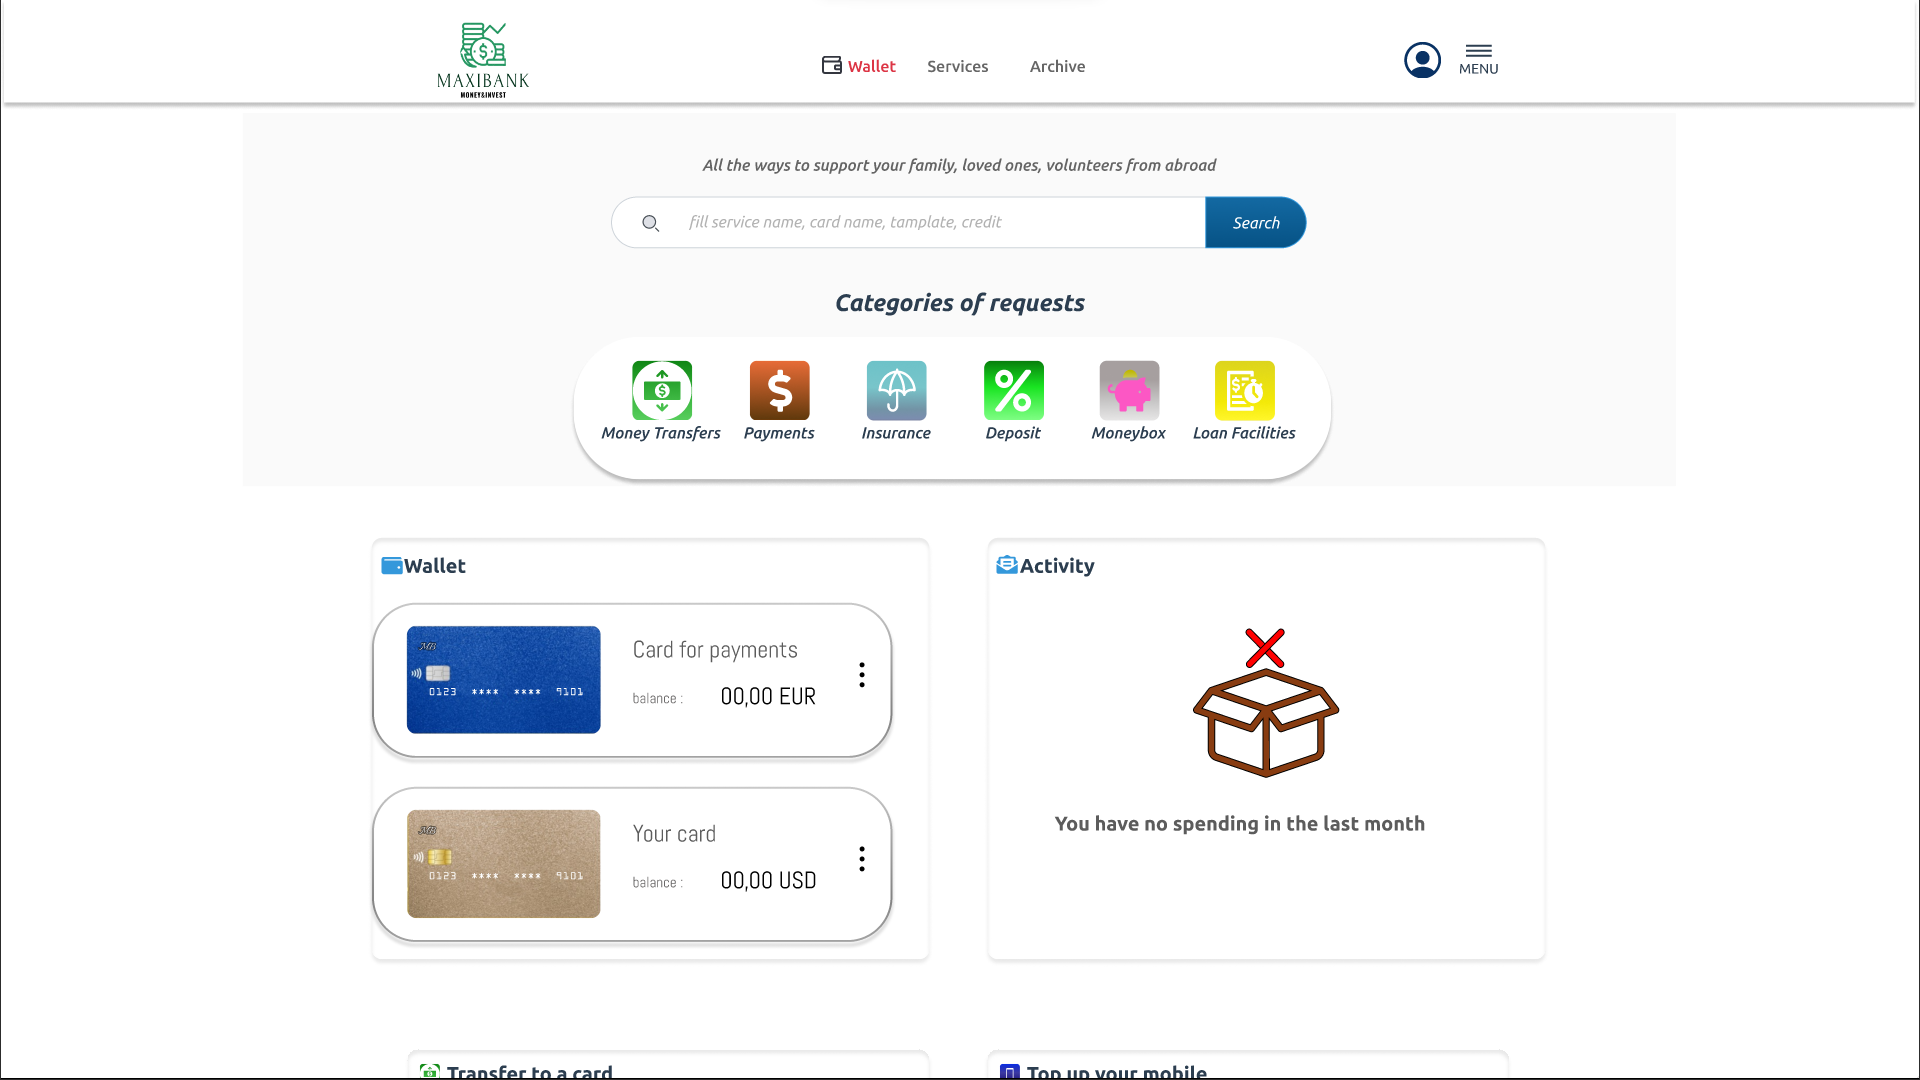 MAXIBANK
MONEY&INVEST
Wallet
Services
Archive
MENU
All the ways to support your family, loved ones, volunteers from abroad
fill service name, card name, tamplate, credit
Search
Categories of requests
Money Transfers
Payments
Insurance
Deposit
Moneybox
Loan Facilities
Wallet
MB
0123 **** **** 9101
Card for payments
balance :
00,00 EUR
MB
0123 **** **** 9101
Your card
balance :
00,00 USD
Activity
You have no spending in the last month
Transfer to a card
Top up your mobile